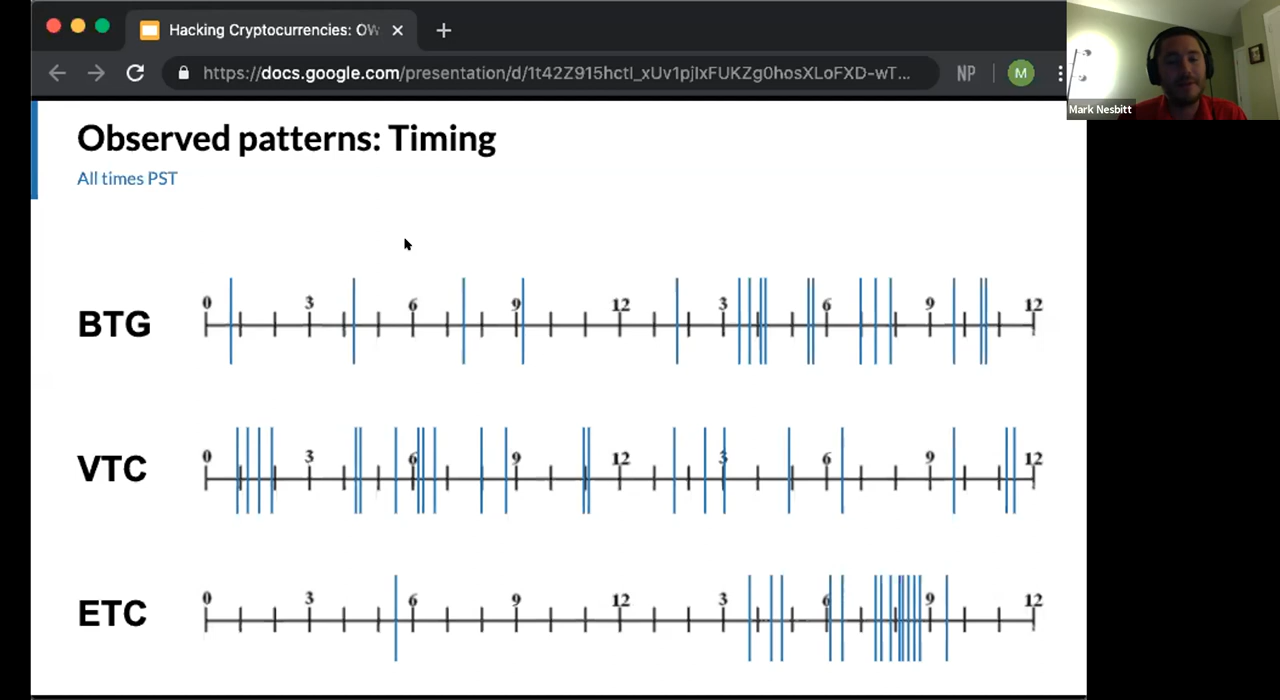 Hacking Cryptocurrencies: OW
https://docs.google.com/presentation/d/1t42Z915hctI_xUv1pjIxFUKZg0hosXLoFXD-wT...
NP
M
Mark Nesbitt
Observed patterns: Timing
All times PST
BTG
0 3 6 9 12 3 6 9 12
VTC
0 3 6 9 12 3 6 9 12
ETC
0 3 6 9 12 3 6 9 12